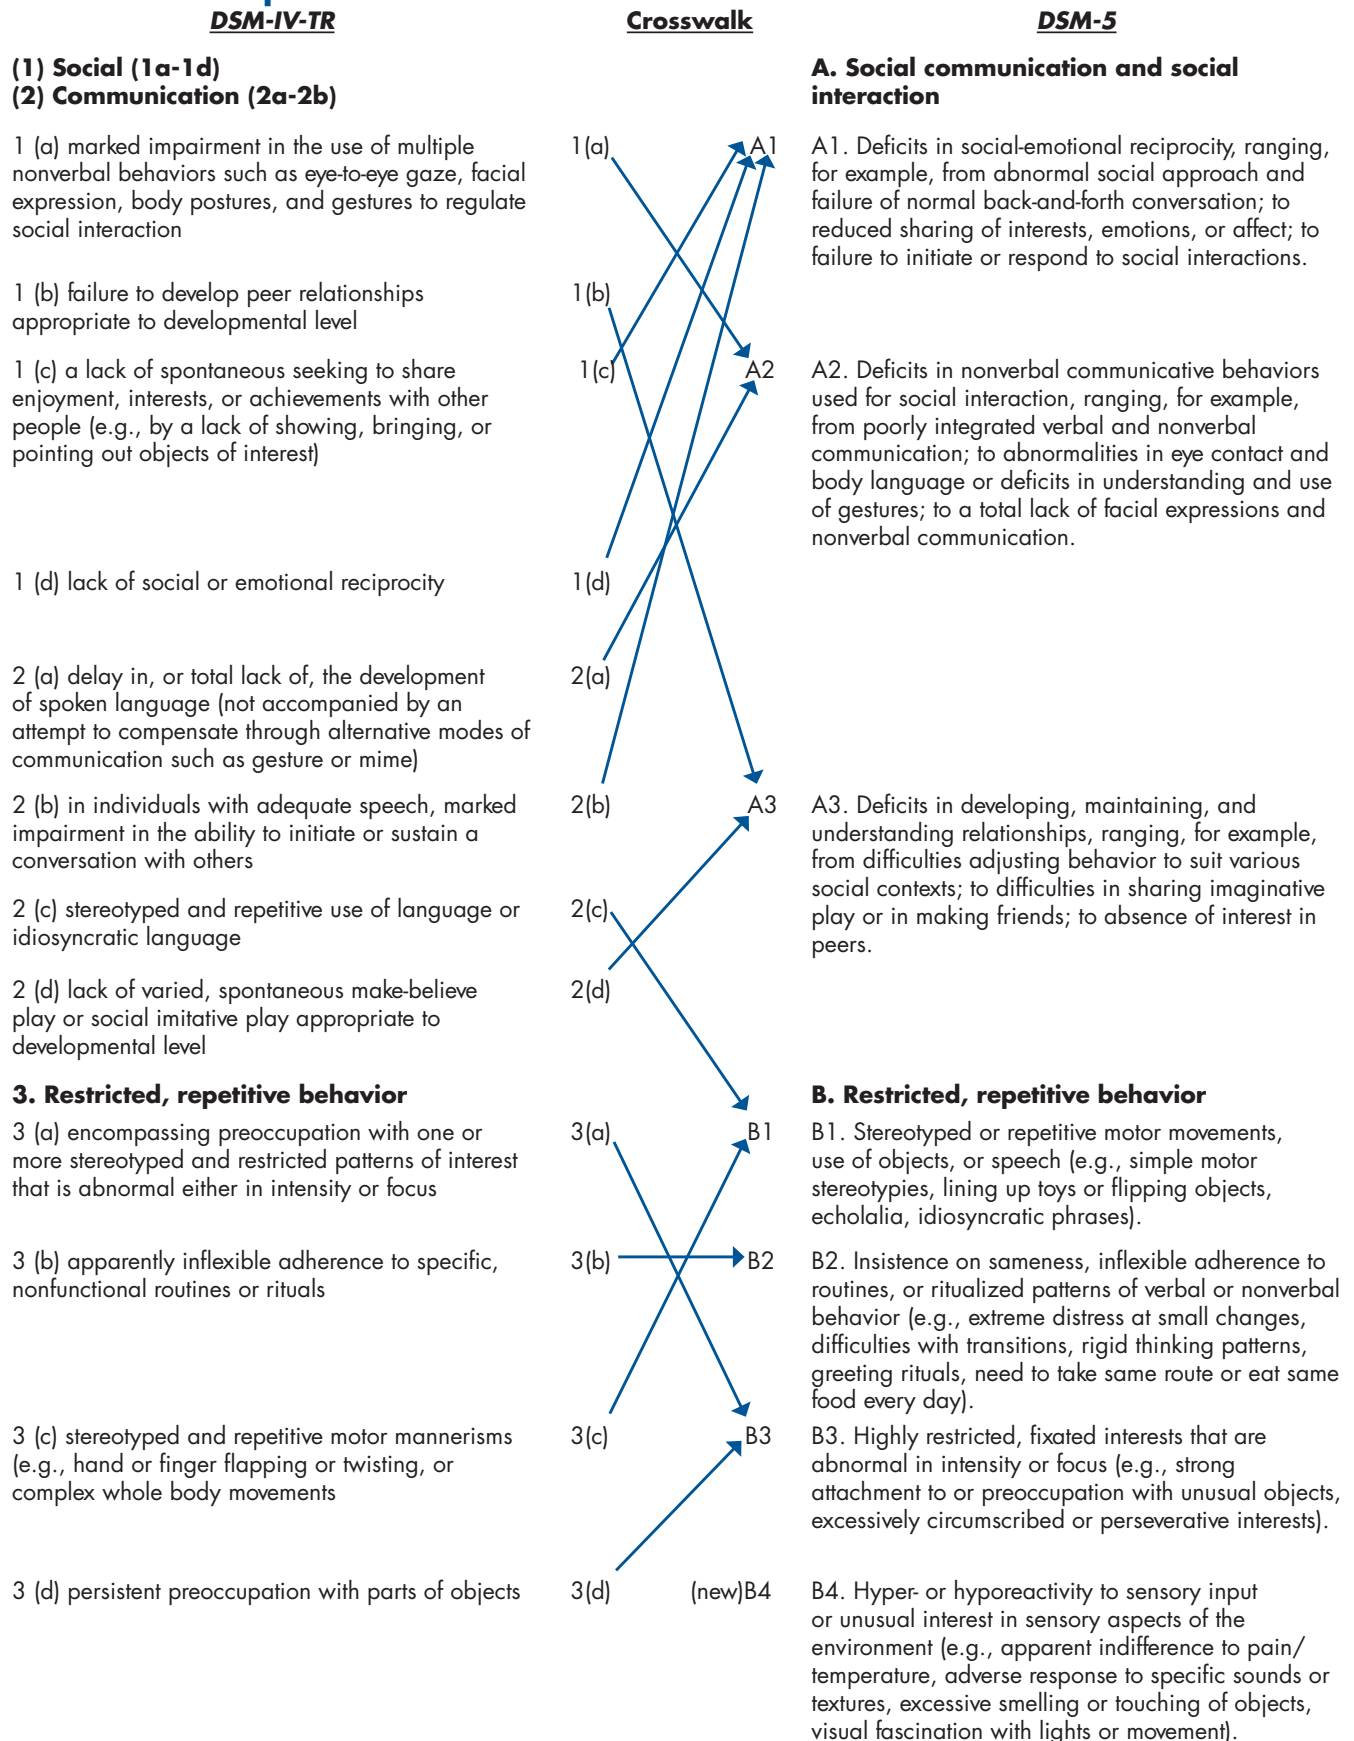 DSM-IV-TR
Crosswalk
DSM-5
(1) Social (1a-1d)
(2) Communication (2a-2b)
A. Social communication and social
interaction
1 (a) marked impairment in the use of multiple
nonverbal behaviors such as eye-to-eye gaze, facial
expression, body postures, and gestures to regulate
social interaction
1(a)
A1
A1. Deficits in social-emotional reciprocity, ranging,
for example, from abnormal social approach and
failure of normal back-and-forth conversation; to
reduced sharing of interests, emotions, or affect; to
failure to initiate or respond to social interactions.
1 (b) failure to develop peer relationships
appropriate to developmental level
1(b)
1 (c) a lack of spontaneous seeking to share
enjoyment, interests, or achievements with other
people (e.g., by a lack of showing, bringing, or
pointing out objects of interest)
1(c)
A2
A2. Deficits in nonverbal communicative behaviors
used for social interaction, ranging, for example,
from poorly integrated verbal and nonverbal
communication; to abnormalities in eye contact and
body language or deficits in understanding and use
of gestures; to a total lack of facial expressions and
nonverbal communication.
1 (d) lack of social or emotional reciprocity
1(d)
2 (a) delay in, or total lack of, the development
of spoken language (not accompanied by an
attempt to compensate through alternative modes of
communication such as gesture or mime)
2(a)
2 (b) in individuals with adequate speech, marked
impairment in the ability to initiate or sustain a
conversation with others
2(b)
A3
A3. Deficits in developing, maintaining, and
understanding relationships, ranging, for example,
from difficulties adjusting behavior to suit various
social contexts; to difficulties in sharing imaginative
play or in making friends; to absence of interest in
peers.
2 (c) stereotyped and repetitive use of language or
idiosyncratic language
2(c)
2 (d) lack of varied, spontaneous make-believe
play or social imitative play appropriate to
developmental level
2(d)
3. Restricted, repetitive behavior
B. Restricted, repetitive behavior
3 (a) encompassing preoccupation with one or
more stereotyped and restricted patterns of interest
that is abnormal either in intensity or focus
3(a)
B1
B1. Stereotyped or repetitive motor movements,
use of objects, or speech (e.g., simple motor
stereotypies, lining up toys or flipping objects,
echolalia, idiosyncratic phrases).
3 (b) apparently inflexible adherence to specific,
nonfunctional routines or rituals
3(b)
B2
B2. Insistence on sameness, inflexible adherence to
routines, or ritualized patterns of verbal or nonverbal
behavior (e.g., extreme distress at small changes,
difficulties with transitions, rigid thinking patterns,
greeting rituals, need to take same route or eat same
food every day).
3 (c) stereotyped and repetitive motor mannerisms
(e.g., hand or finger flapping or twisting, or
complex whole body movements
3(c)
B3
B3. Highly restricted, fixated interests that are
abnormal in intensity or focus (e.g., strong
attachment to or preoccupation with unusual objects,
excessively circumscribed or perseverative interests).
3 (d) persistent preoccupation with parts of objects
3(d)
(new)B4
B4. Hyper- or hyporeactivity to sensory input
or unusual interest in sensory aspects of the
environment (e.g., apparent indifference to pain/
temperature, adverse response to specific sounds or
textures, excessive smelling or touching of objects,
visual fascination with lights or movement).